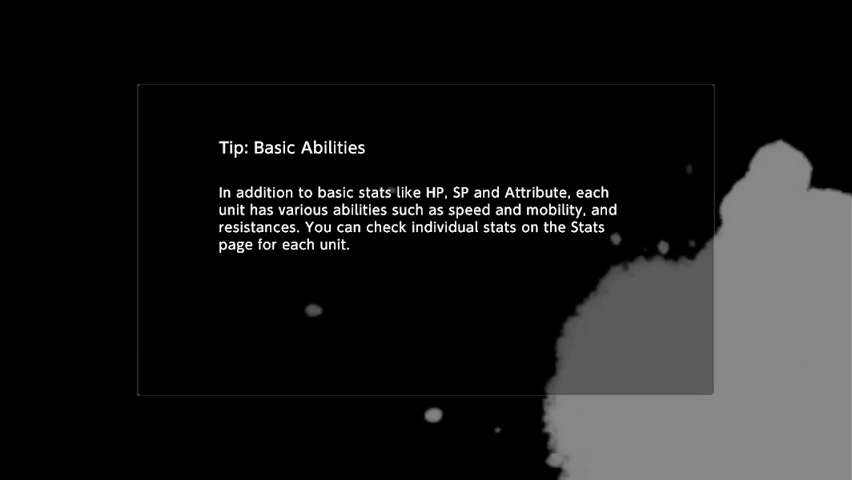 Tip: Basic Abilities
In addition to basic stats like HP, SP and Attribute, each
unit has various abilities such as speed and mobility, and
resistances. You can check individual stats on the Stats
page for each unit.